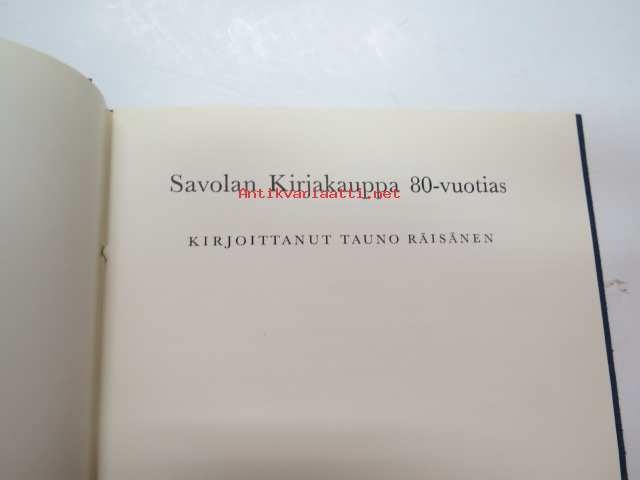 Savolan Kirjakauppa 80-vuotias
Antikvariaatti.net
KIRJOITTANUT TAUNO RÄISÄNEN